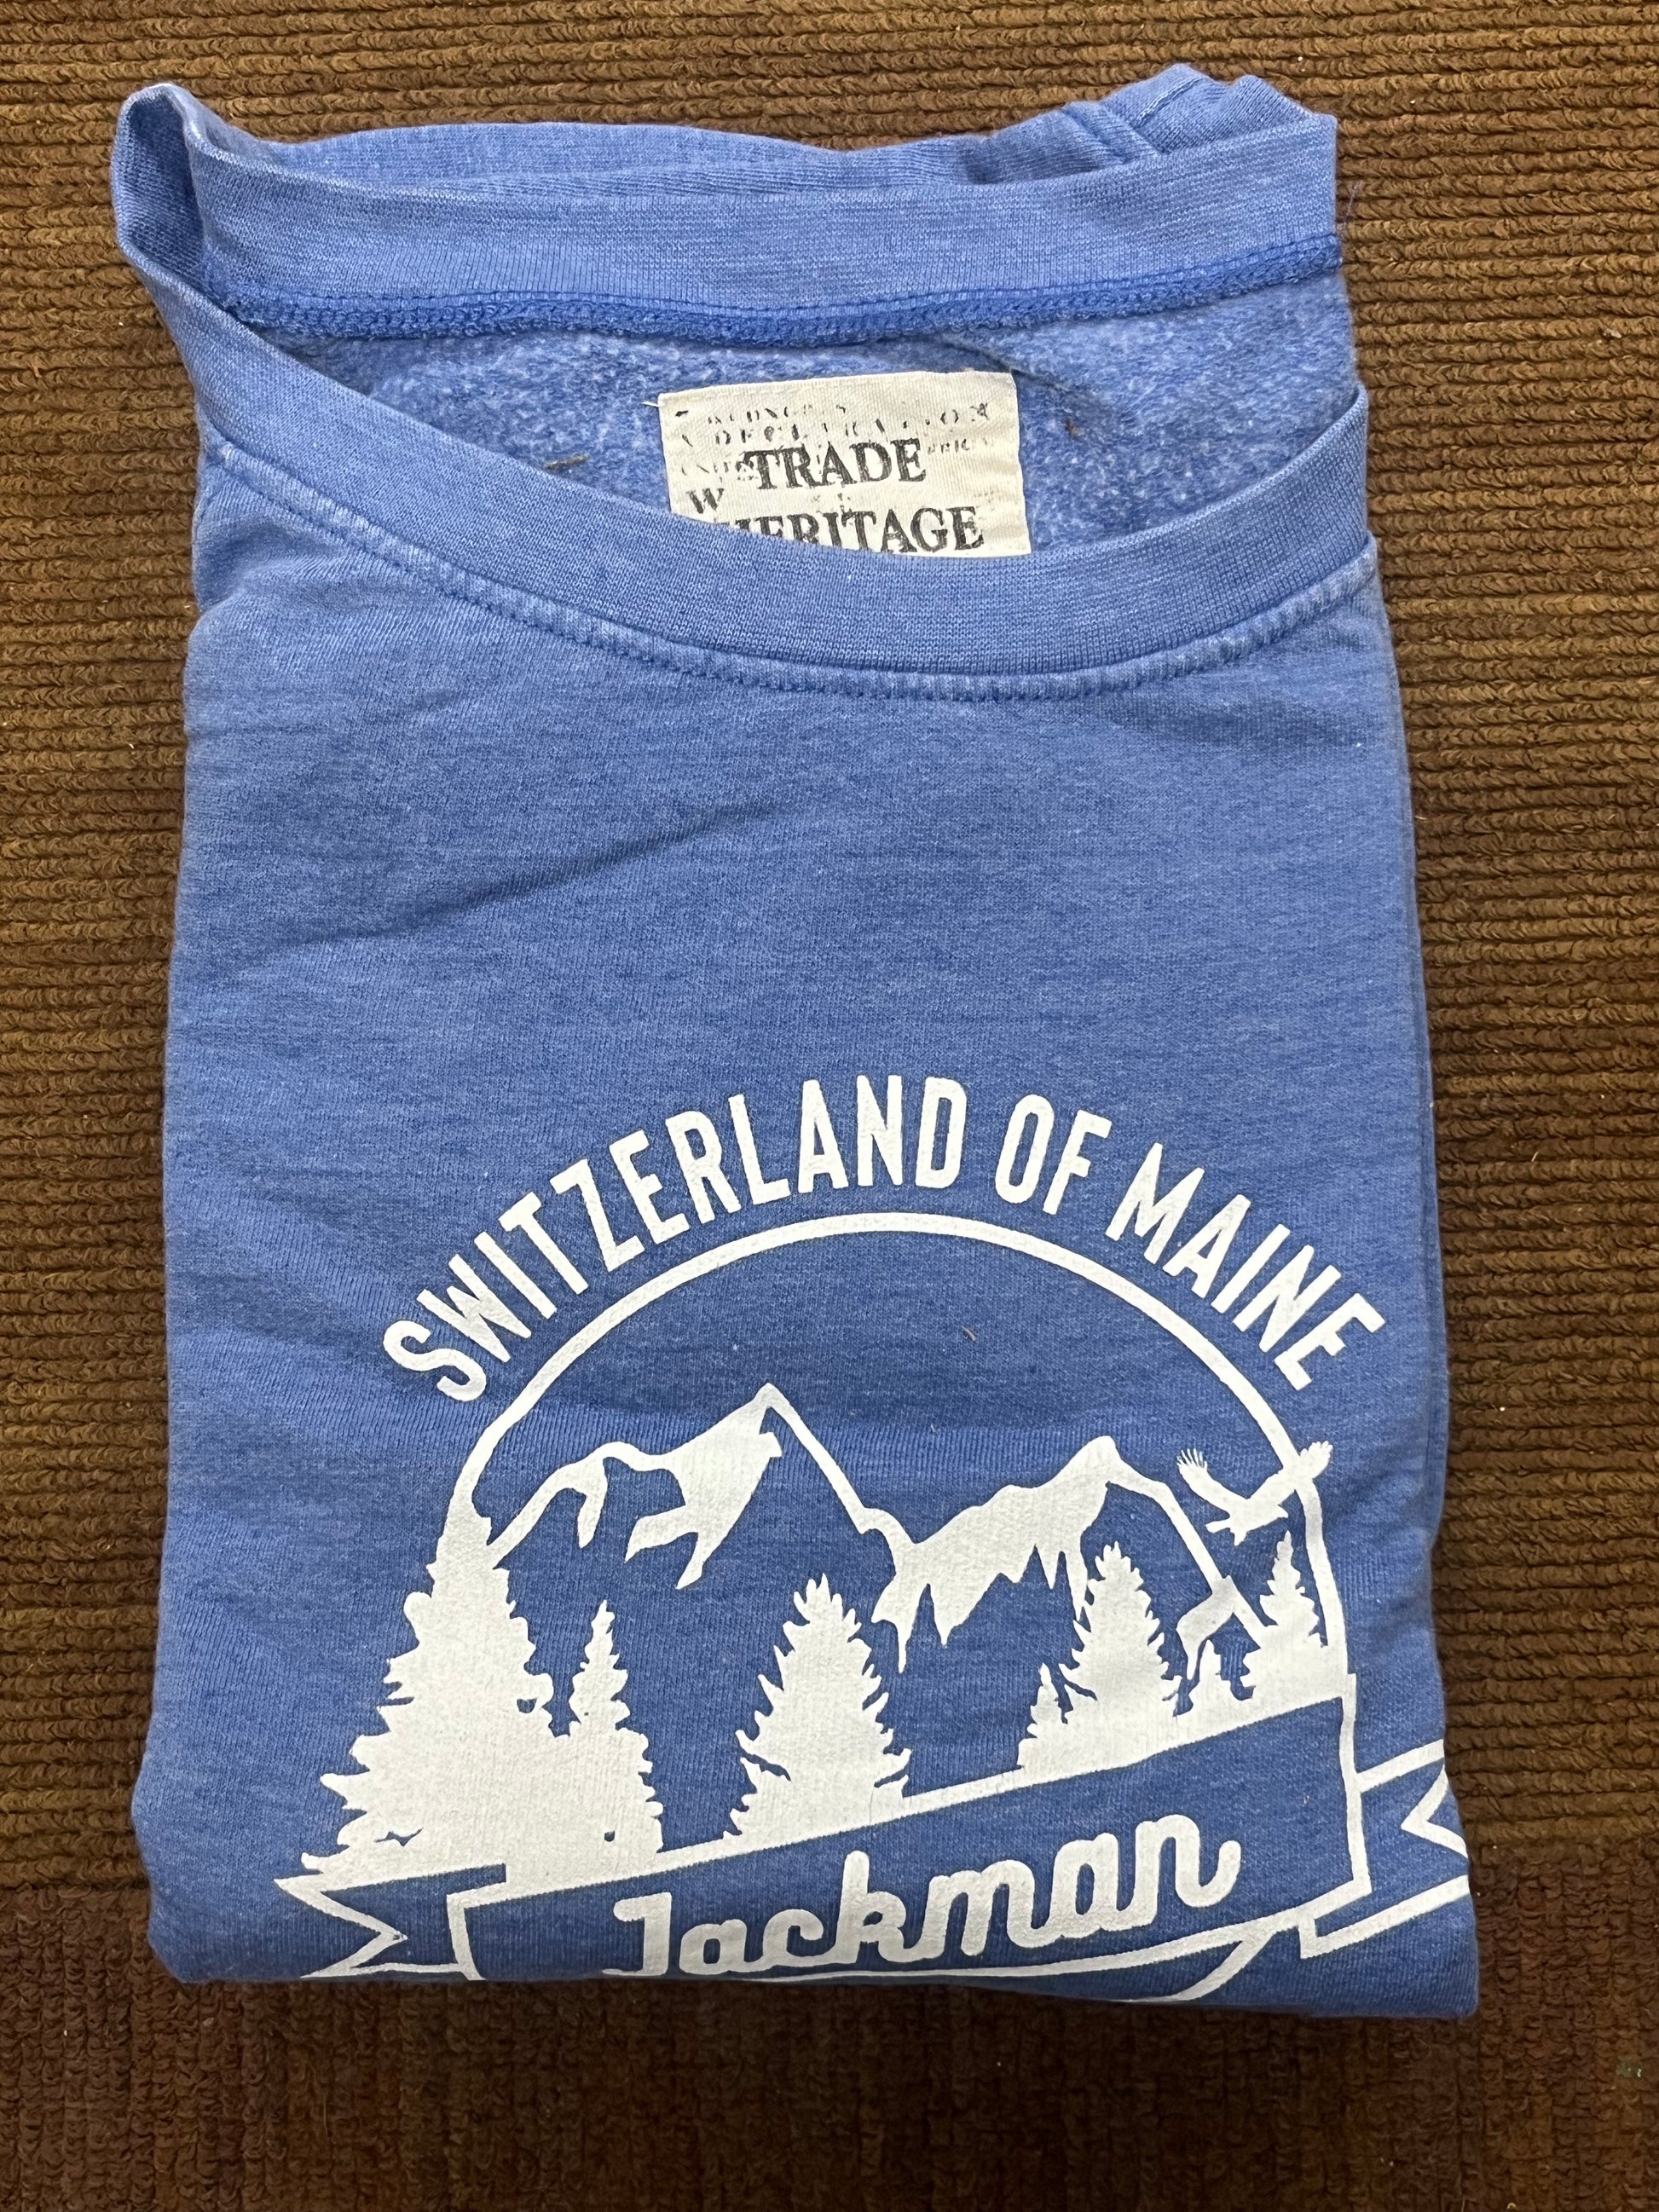 TRADE
W
HERITAGE
SWITZERLAND OF MAINE
Jackman